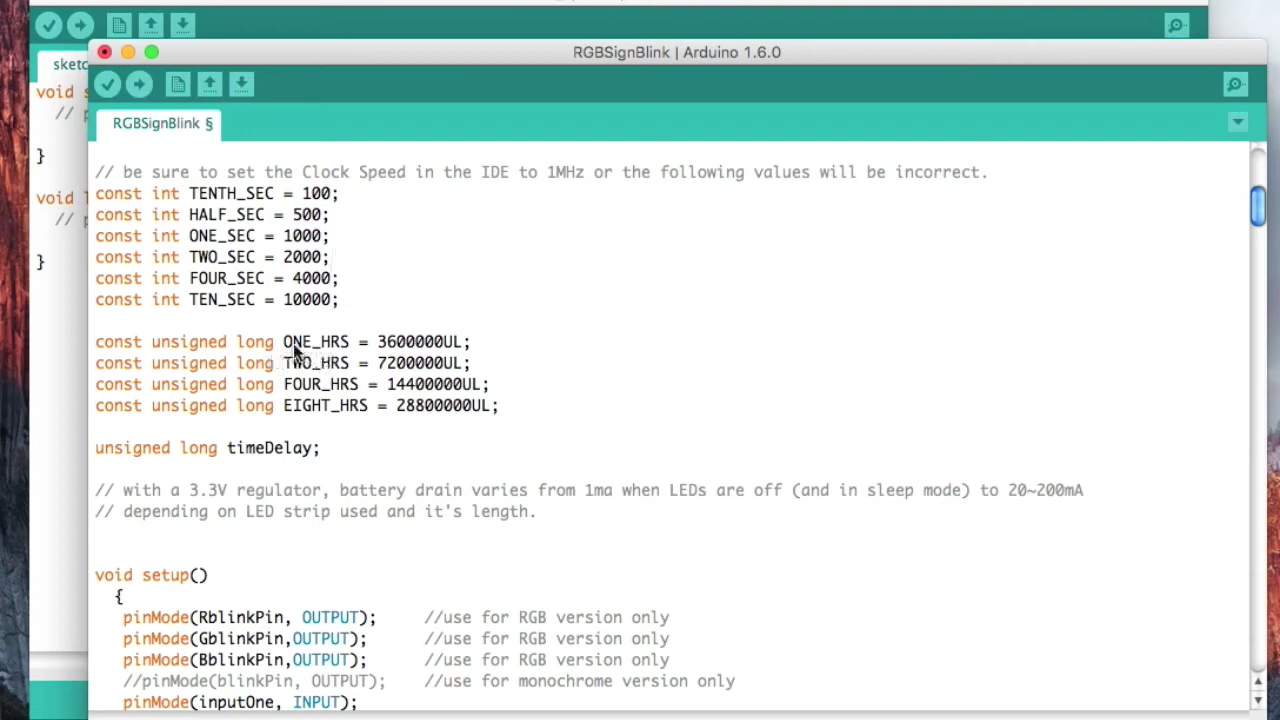 RGBSignBlink | Arduino 1.6.0
sketc
RGBSignBlink §
void s
// p
}
void l
// p
}
// be sure to set the Clock Speed in the IDE to 1MHz or the following values will be incorrect.
const int TENTH_SEC = 100;
const int HALF_SEC = 500;
const int ONE_SEC = 1000;
const int TWO_SEC = 2000;
const int FOUR_SEC = 4000;
const int TEN_SEC = 10000;
const unsigned long ONE_HRS = 3600000UL;
const unsigned long TWO_HRS = 7200000UL;
const unsigned long FOUR_HRS = 14400000UL;
const unsigned long EIGHT_HRS = 28800000UL;
unsigned long timeDelay;
// with a 3.3V regulator, battery drain varies from 1ma when LEDs are off (and in sleep mode) to 20~200mA
// depending on LED strip used and it's length.
void setup()
{
pinMode(RblinkPin, OUTPUT); //use for RGB version only
pinMode(GblinkPin,OUTPUT); //use for RGB version only
pinMode(BblinkPin,OUTPUT); //use for RGB version only
//pinMode(blinkPin, OUTPUT); //use for monochrome version only
pinMode(inputOne, INPUT);